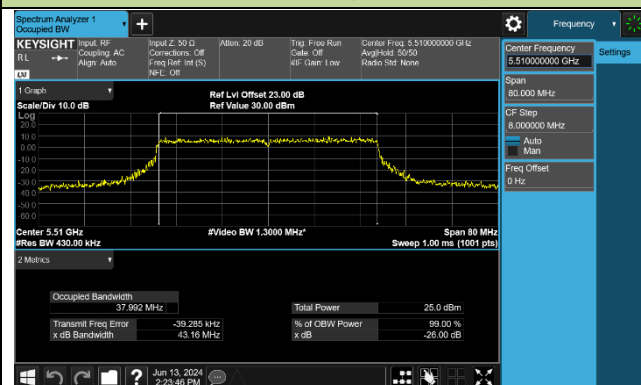 Spectrum Analyzer 1
Occupied BW
+
Frequency
KEYSIGHT
RL
LXI
Input: RF
Coupling: AC
Align: Auto
Input Z: 50 Ω
Corrections: Off
Freq Ref: Int (S)
NFE: Off
Atten: 20 dB
Trig: Free Run
Gate: Off
#IF Gain: Low
Center Freq: 5.510000000 GHz
Avg|Hold: 50/50
Radio Std: None
Center Frequency
5.510000000 GHz
Settings
Span
80.000 MHz
CF Step
8.000000 MHz
Auto
Man
Freq Offset
0 Hz
1 Graph
Scale/Div 10.0 dB
Ref Lvl Offset 23.00 dB
Ref Value 30.00 dBm
Log
20.0
10.0
0.00
-10.0
-20.0
-30.0
-40.0
-50.0
-60.0
Center 5.51 GHz
#Res BW 430.00 kHz
#Video BW 1.3000 MHz*
Span 80 MHz
Sweep 1.00 ms (1001 pts)
2 Metrics
Occupied Bandwidth
37.992 MHz
Total Power 25.0 dBm
Transmit Freq Error -39.285 kHz
% of OBW Power 99.00 %
x dB Bandwidth 43.16 MHz
x dB -26.00 dB
?
Jun 13, 2024
2:23:46 PM